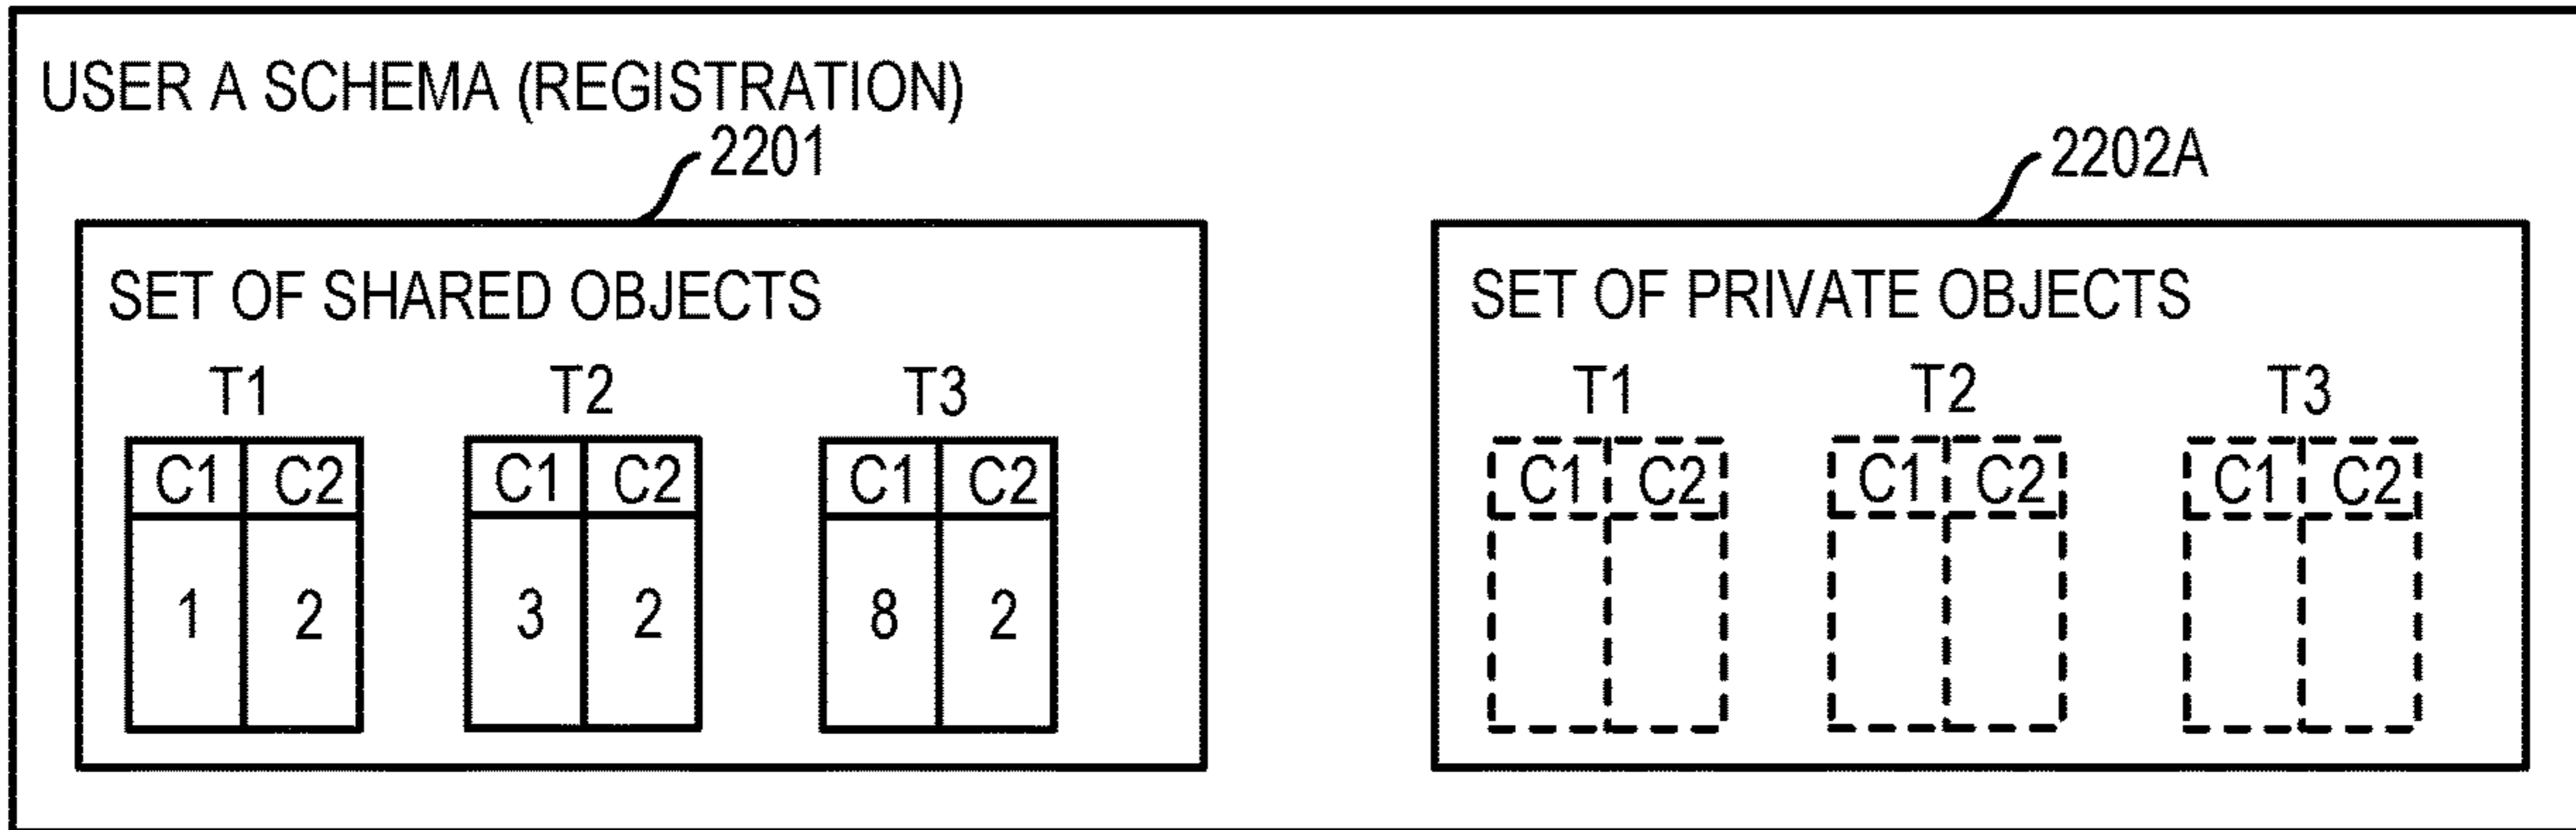 USER A SCHEMA (REGISTRATION)
2201
2202A
SET OF SHARED OBJECTS
T1 T2 T3
C1 C2 C1 C2 C1 C2
1 2 3 2 8 2
SET OF PRIVATE OBJECTS
T1 T2 T3
C1 C2 C1 C2 C1 C2